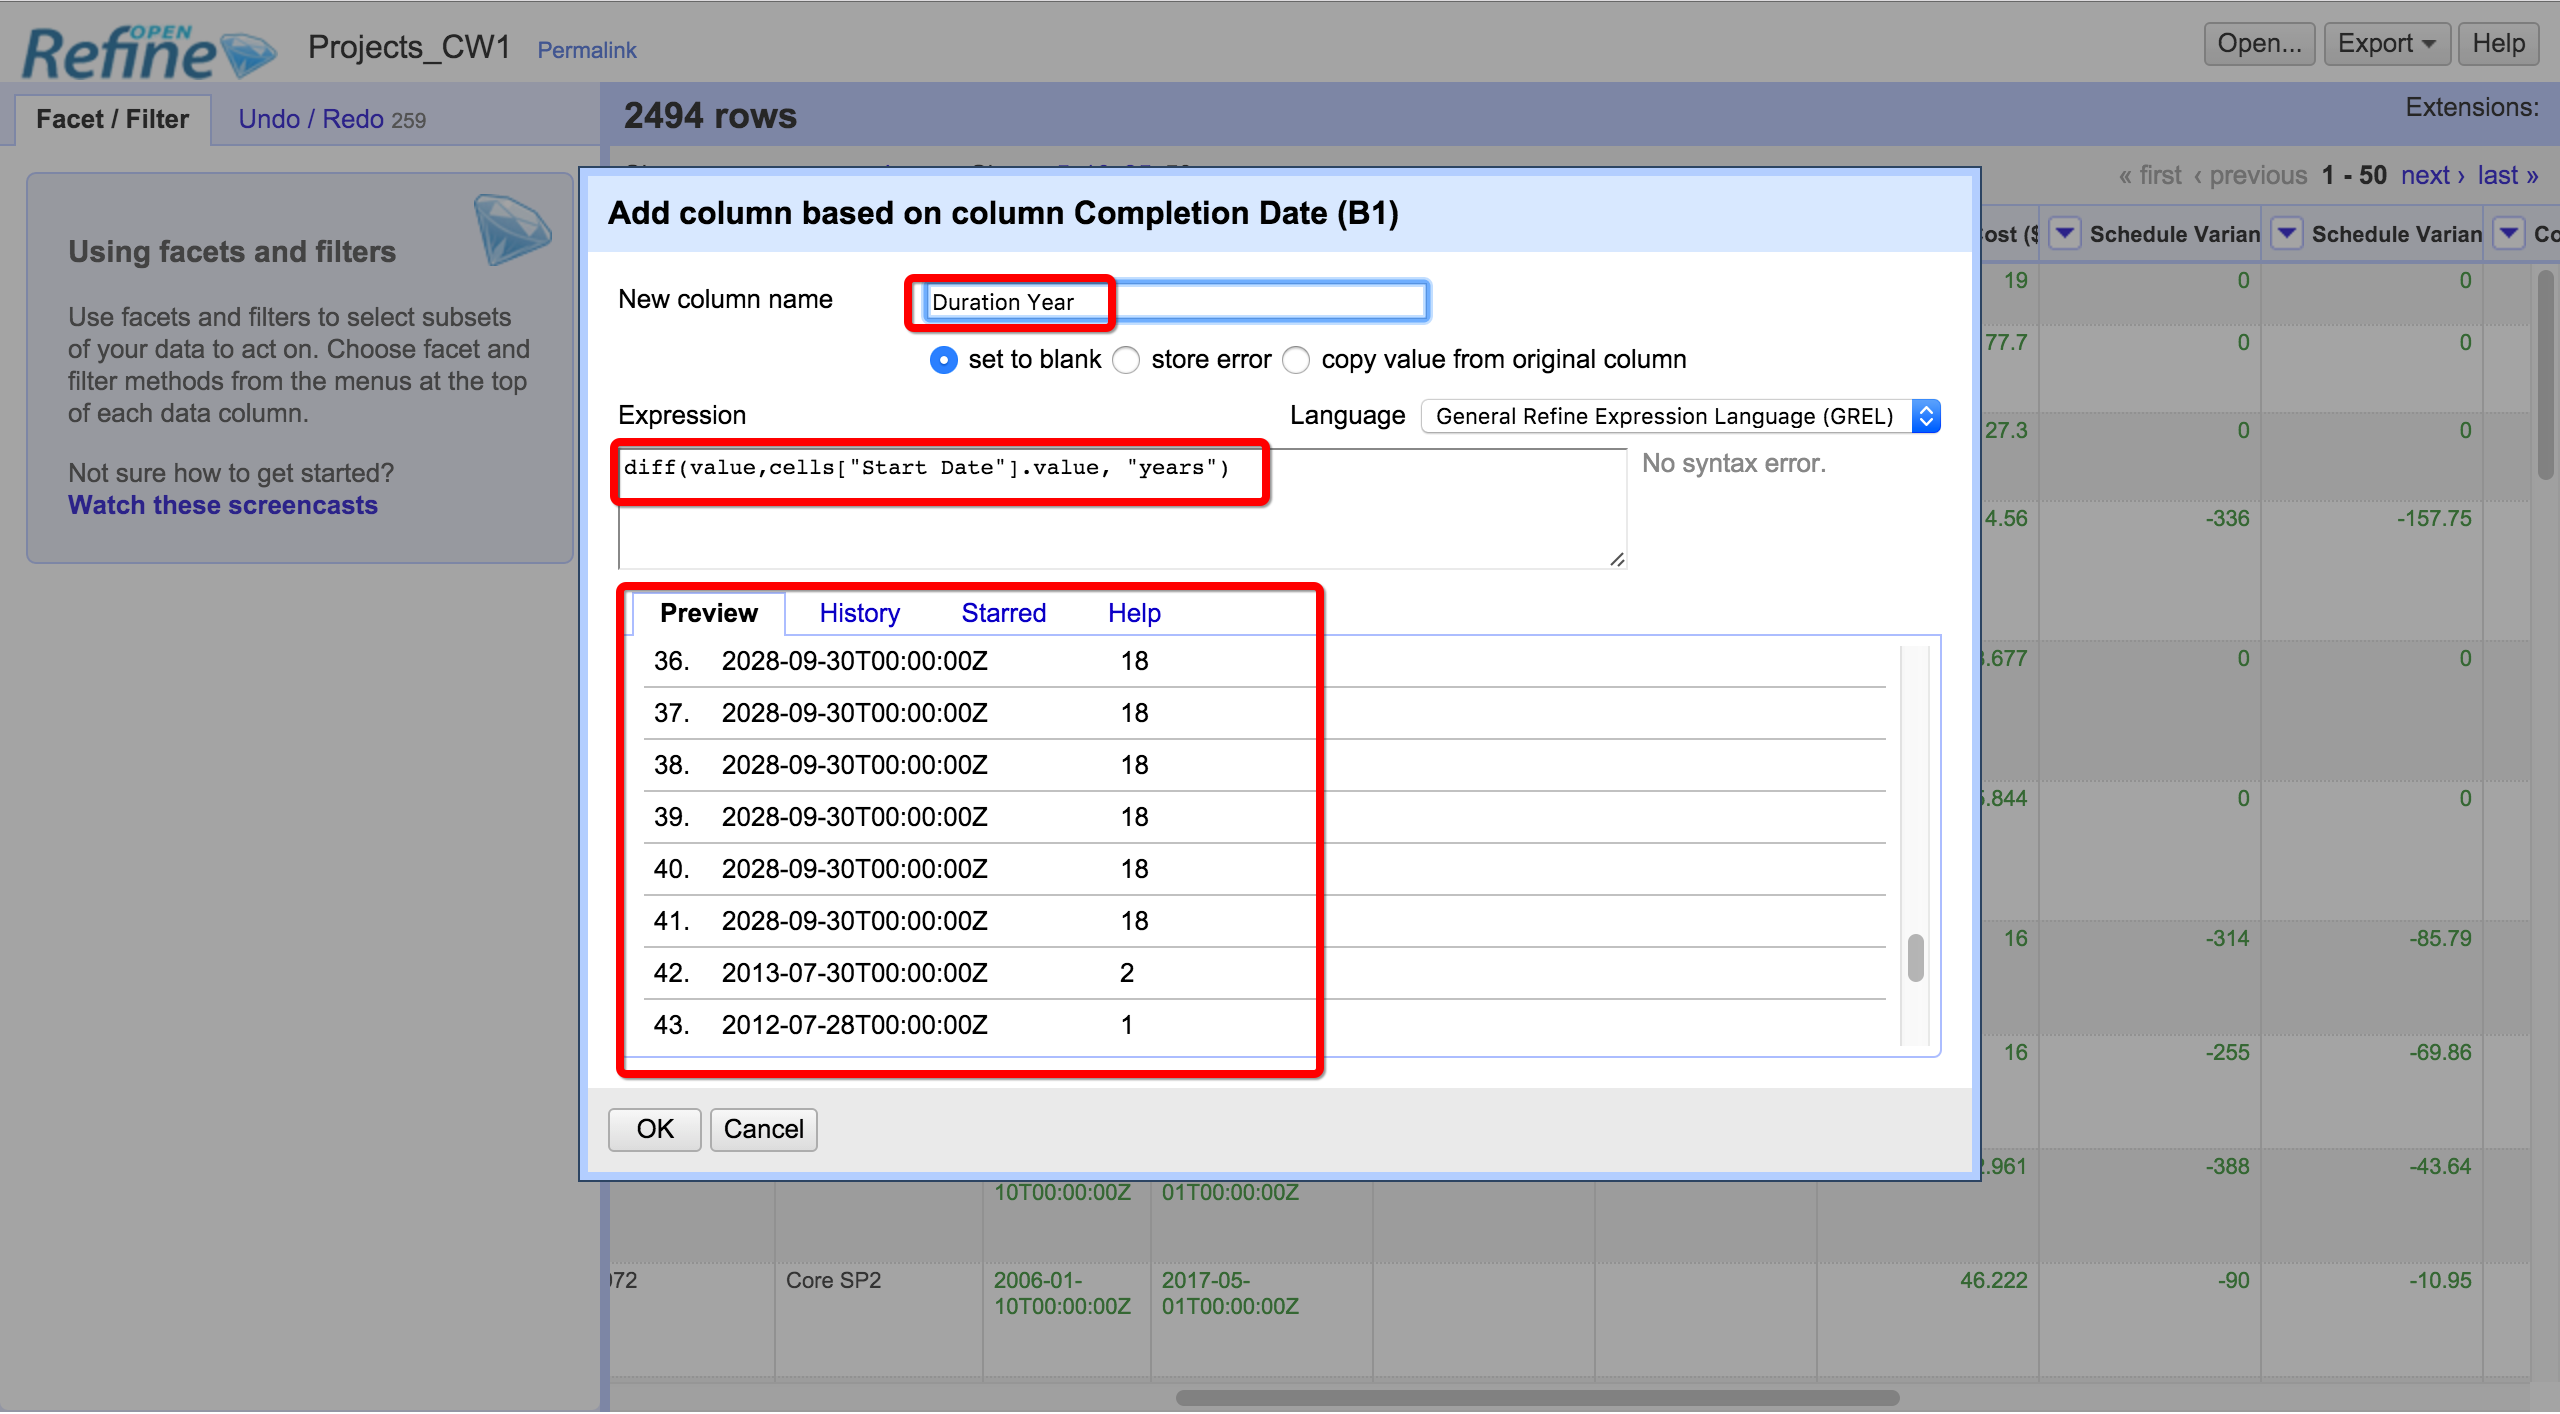 OPEN
Refine
Projects_CW1 Permalink
Open... Export Help
Facet / Filter Undo / Redo 259
2494 rows
Extensions:
« first ‹ previous 1 - 50 next › last »
Using facets and filters
Use facets and filters to select subsets
of your data to act on. Choose facet and
filter methods from the menus at the top
of each data column.
Not sure how to get started?
Watch these screencasts
Add column based on column Completion Date (B1)
New column name Duration Year
set to blank store error copy value from original column
Expression Language General Refine Expression Language (GREL)
diff(value,cells["Start Date"].value, "years")
No syntax error.
Preview History Starred Help
36. 2028-09-30T00:00:00Z 18
37. 2028-09-30T00:00:00Z 18
38. 2028-09-30T00:00:00Z 18
39. 2028-09-30T00:00:00Z 18
40. 2028-09-30T00:00:00Z 18
41. 2028-09-30T00:00:00Z 18
42. 2013-07-30T00:00:00Z 2
43. 2012-07-28T00:00:00Z 1
OK Cancel
ost ($ Schedule Varian Schedule Varian Co
19 0 0
77.7 0 0
27.3 0 0
4.56 -336 -157.75
.677 0 0
.844 0 0
16 -314 -85.79
16 -255 -69.86
.961 -388 -43.64
10T00:00:00Z 01T00:00:00Z
072 Core SP2 2006-01- 2017-05- 46.222 -90 -10.95
10T00:00:00Z 01T00:00:00Z